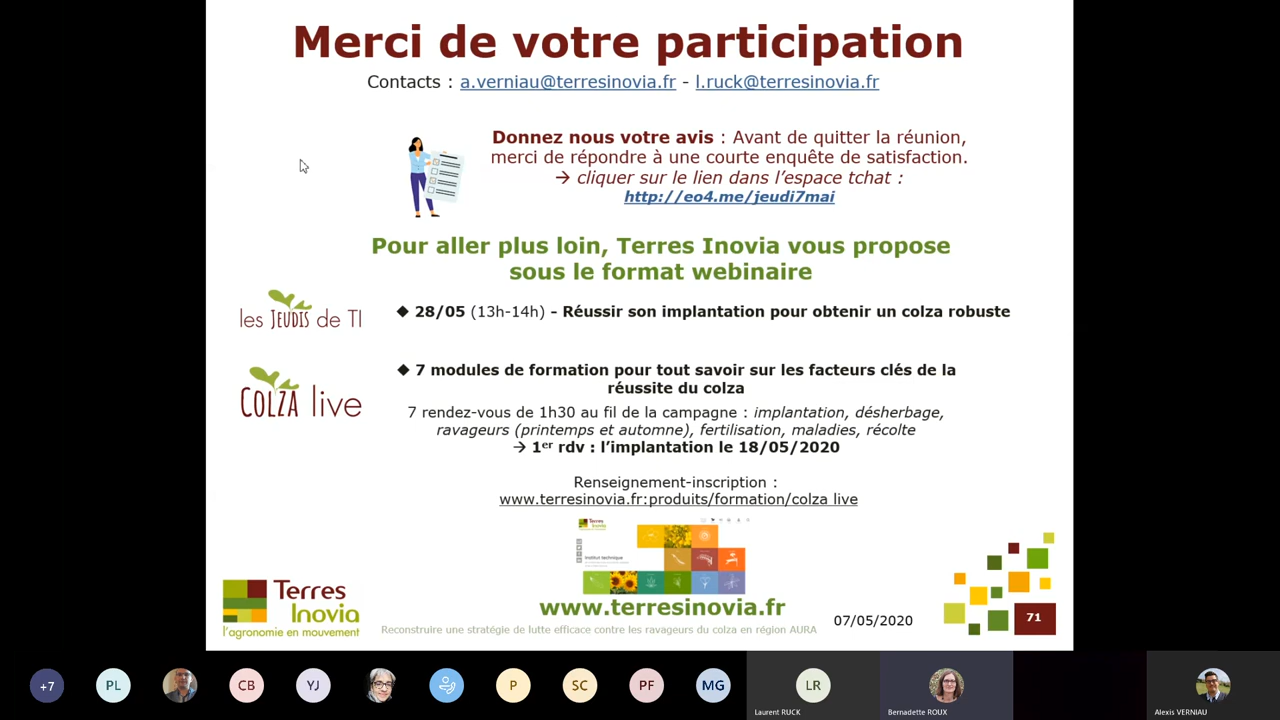 Merci de votre participation
Contacts : a.verniau@terresinovia.fr - l.ruck@terresinovia.fr
Donnez nous votre avis : Avant de quitter la réunion,
merci de répondre à une courte enquête de satisfaction.
→ cliquer sur le lien dans l’espace tchat :
http://eo4.me/jeudi7mai
Pour aller plus loin, Terres Inovia vous propose
sous le format webinaire
les JEUDIS de TI
◆ 28/05 (13h-14h) - Réussir son implantation pour obtenir un colza robuste
COLZA live
◆ 7 modules de formation pour tout savoir sur les facteurs clés de la
réussite du colza
7 rendez-vous de 1h30 au fil de la campagne : implantation, désherbage,
ravageurs (printemps et automne), fertilisation, maladies, récolte
→ 1er rdv : l’implantation le 18/05/2020
Renseignement-inscription :
www.terresinovia.fr:produits/formation/colza live
Terres
Inovia
Institut technique
www.terresinovia.fr
Terres
Inovia
l'agronomie en mouvement
Reconstruire une stratégie de lutte efficace contre les ravageurs du colza en région AURA
07/05/2020
71
+7
PL
CB
YJ
P
SC
PF
MG
LR
Laurent RUCK
Bernadette ROUX
Alexis VERNIAU